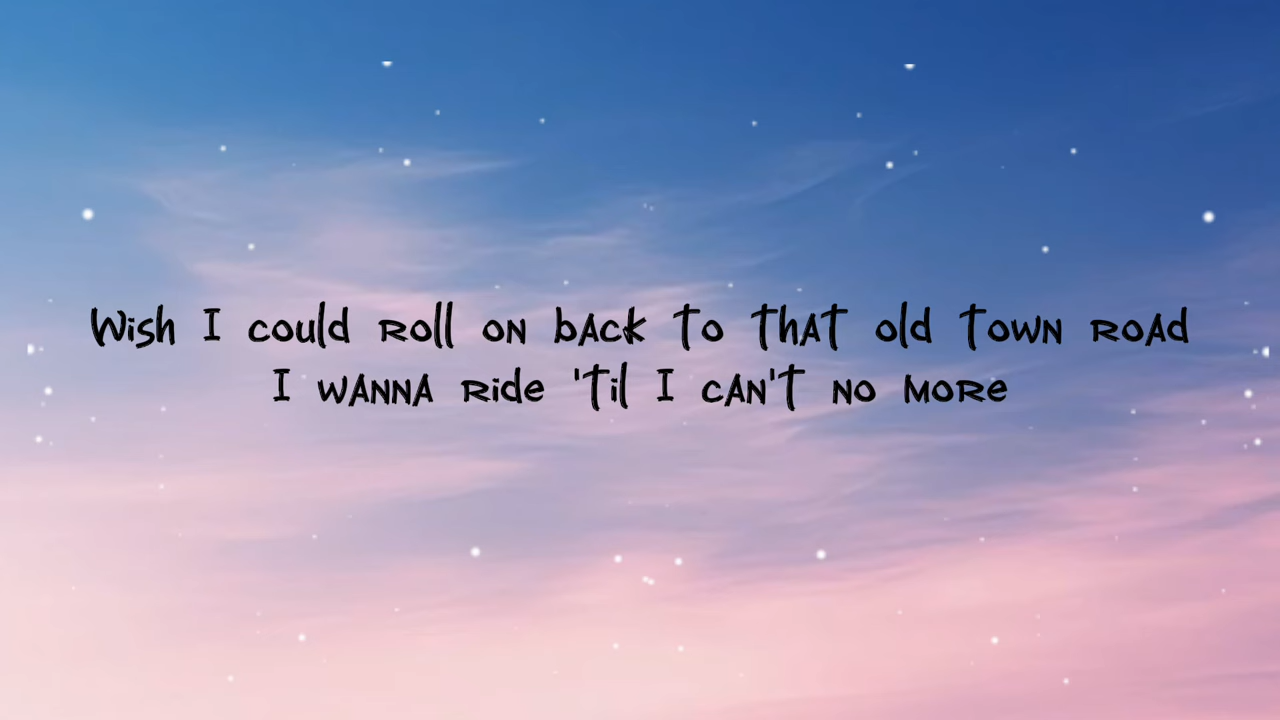 Wish I could roll on back to that old town road
I wanna ride 'til I can't no more